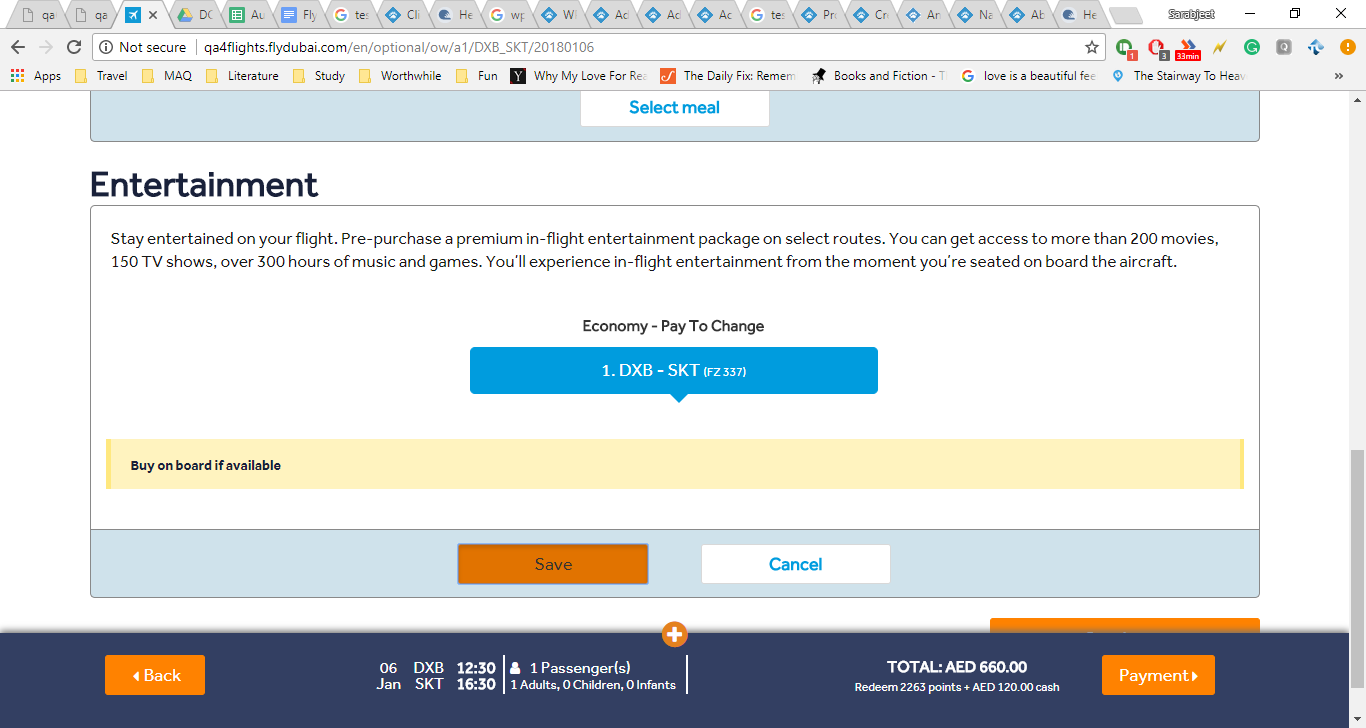 qa
qa
DC
Au
Fly
tes
Cli
He
wp
W
Ad
Ad
Ac
tes
Pro
Cr
An
Na
Ab
He
Sarabjeet
Not secure
qa4flights.flydubai.com/en/optional/ow/a1/DXB_SKT/20180106
1
3
33min
Apps
Travel
MAQ
Literature
Study
Worthwhile
Fun
Y
Why My Love For Rea
The Daily Fix: Remem
Books and Fiction - T
love is a beautiful fee
The Stairway To Heav
»
Select meal
Entertainment
Stay entertained on your flight. Pre-purchase a premium in-flight entertainment package on select routes. You can get access to more than 200 movies,
150 TV shows, over 300 hours of music and games. You'll experience in-flight entertainment from the moment you're seated on board the aircraft.
Economy - Pay To Change
1. DXB - SKT (FZ 337)
Buy on board if available
Save
Cancel
Back
06 DXB 12:30
Jan SKT 16:30
1 Passenger(s)
1 Adults, 0 Children, 0 Infants
TOTAL: AED 660.00
Redeem 2263 points + AED 120.00 cash
Payment